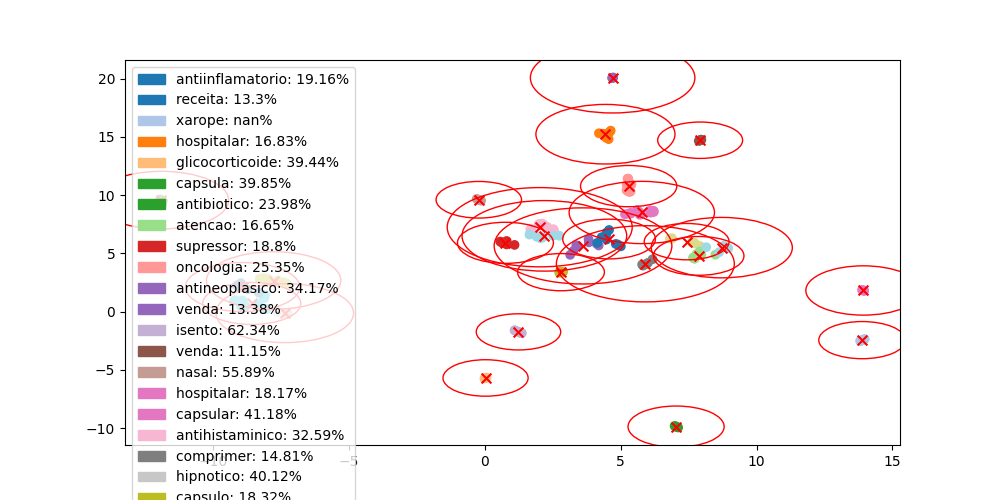 20
15
10
5
0
−5
−10
antiinflamatorio: 19.16%
receita: 13.3%
xarope: nan%
hospitalar: 16.83%
glicocorticoide: 39.44%
capsula: 39.85%
antibiotico: 23.98%
atencao: 16.65%
supressor: 18.8%
oncologia: 25.35%
antineoplasico: 34.17%
venda: 13.38%
isento: 62.34%
venda: 11.15%
nasal: 55.89%
hospitalar: 18.17%
capsular: 41.18%
antihistaminico: 32.59%
comprimer: 14.81%
hipnotico: 40.12%
capsulo: 18.32%
−10 −5 0 5 10 15